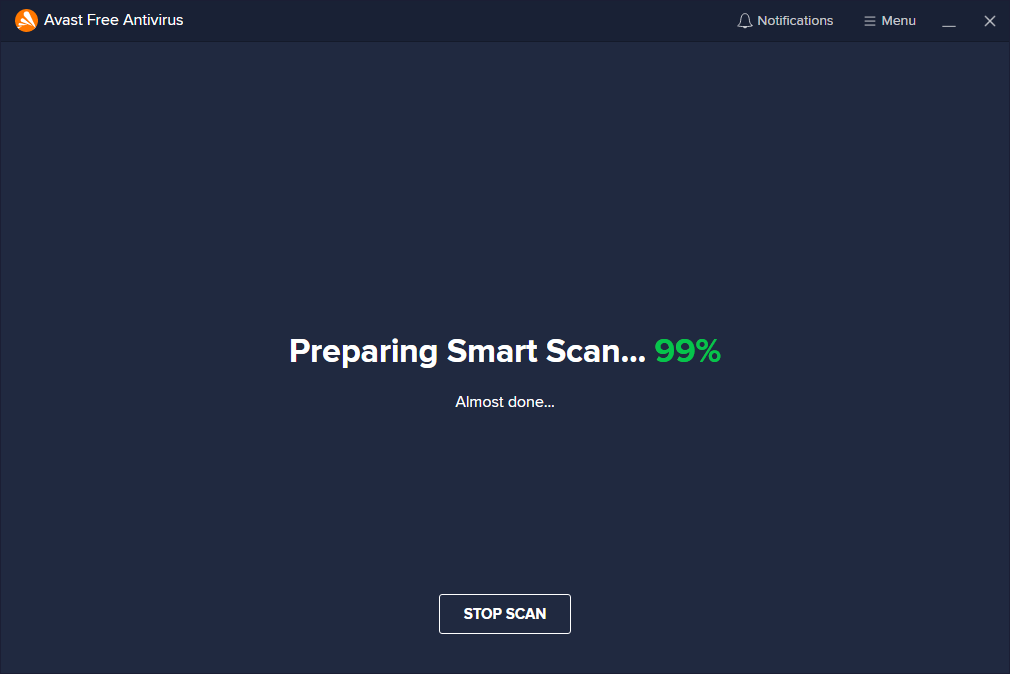 Avast Free Antivirus
Notifications
Menu
Preparing Smart Scan... 99%
Almost done...
STOP SCAN